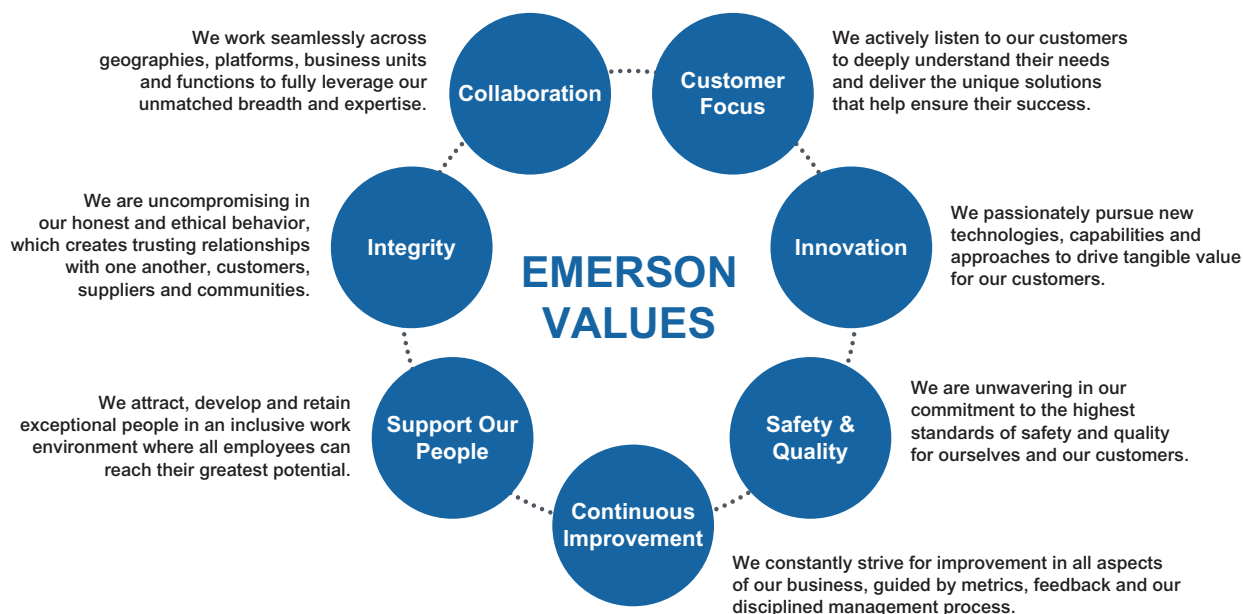 We work seamlessly across
geographies, platforms, business units
and functions to fully leverage our
unmatched breadth and expertise.
Collaboration
Customer
Focus
We actively listen to our customers
to deeply understand their needs
and deliver the unique solutions
that help ensure their success.
We are uncompromising in
our honest and ethical behavior,
which creates trusting relationships
with one another, customers,
suppliers and communities.
Integrity
EMERSON
VALUES
Innovation
We passionately pursue new
technologies, capabilities and
approaches to drive tangible value
for our customers.
We attract, develop and retain
exceptional people in an inclusive work
environment where all employees can
reach their greatest potential.
Support Our
People
Safety &
Quality
We are unwavering in our
commitment to the highest
standards of safety and quality
for ourselves and our customers.
Continuous
Improvement
We constantly strive for improvement in all aspects
of our business, guided by metrics, feedback and our
disciplined management process.